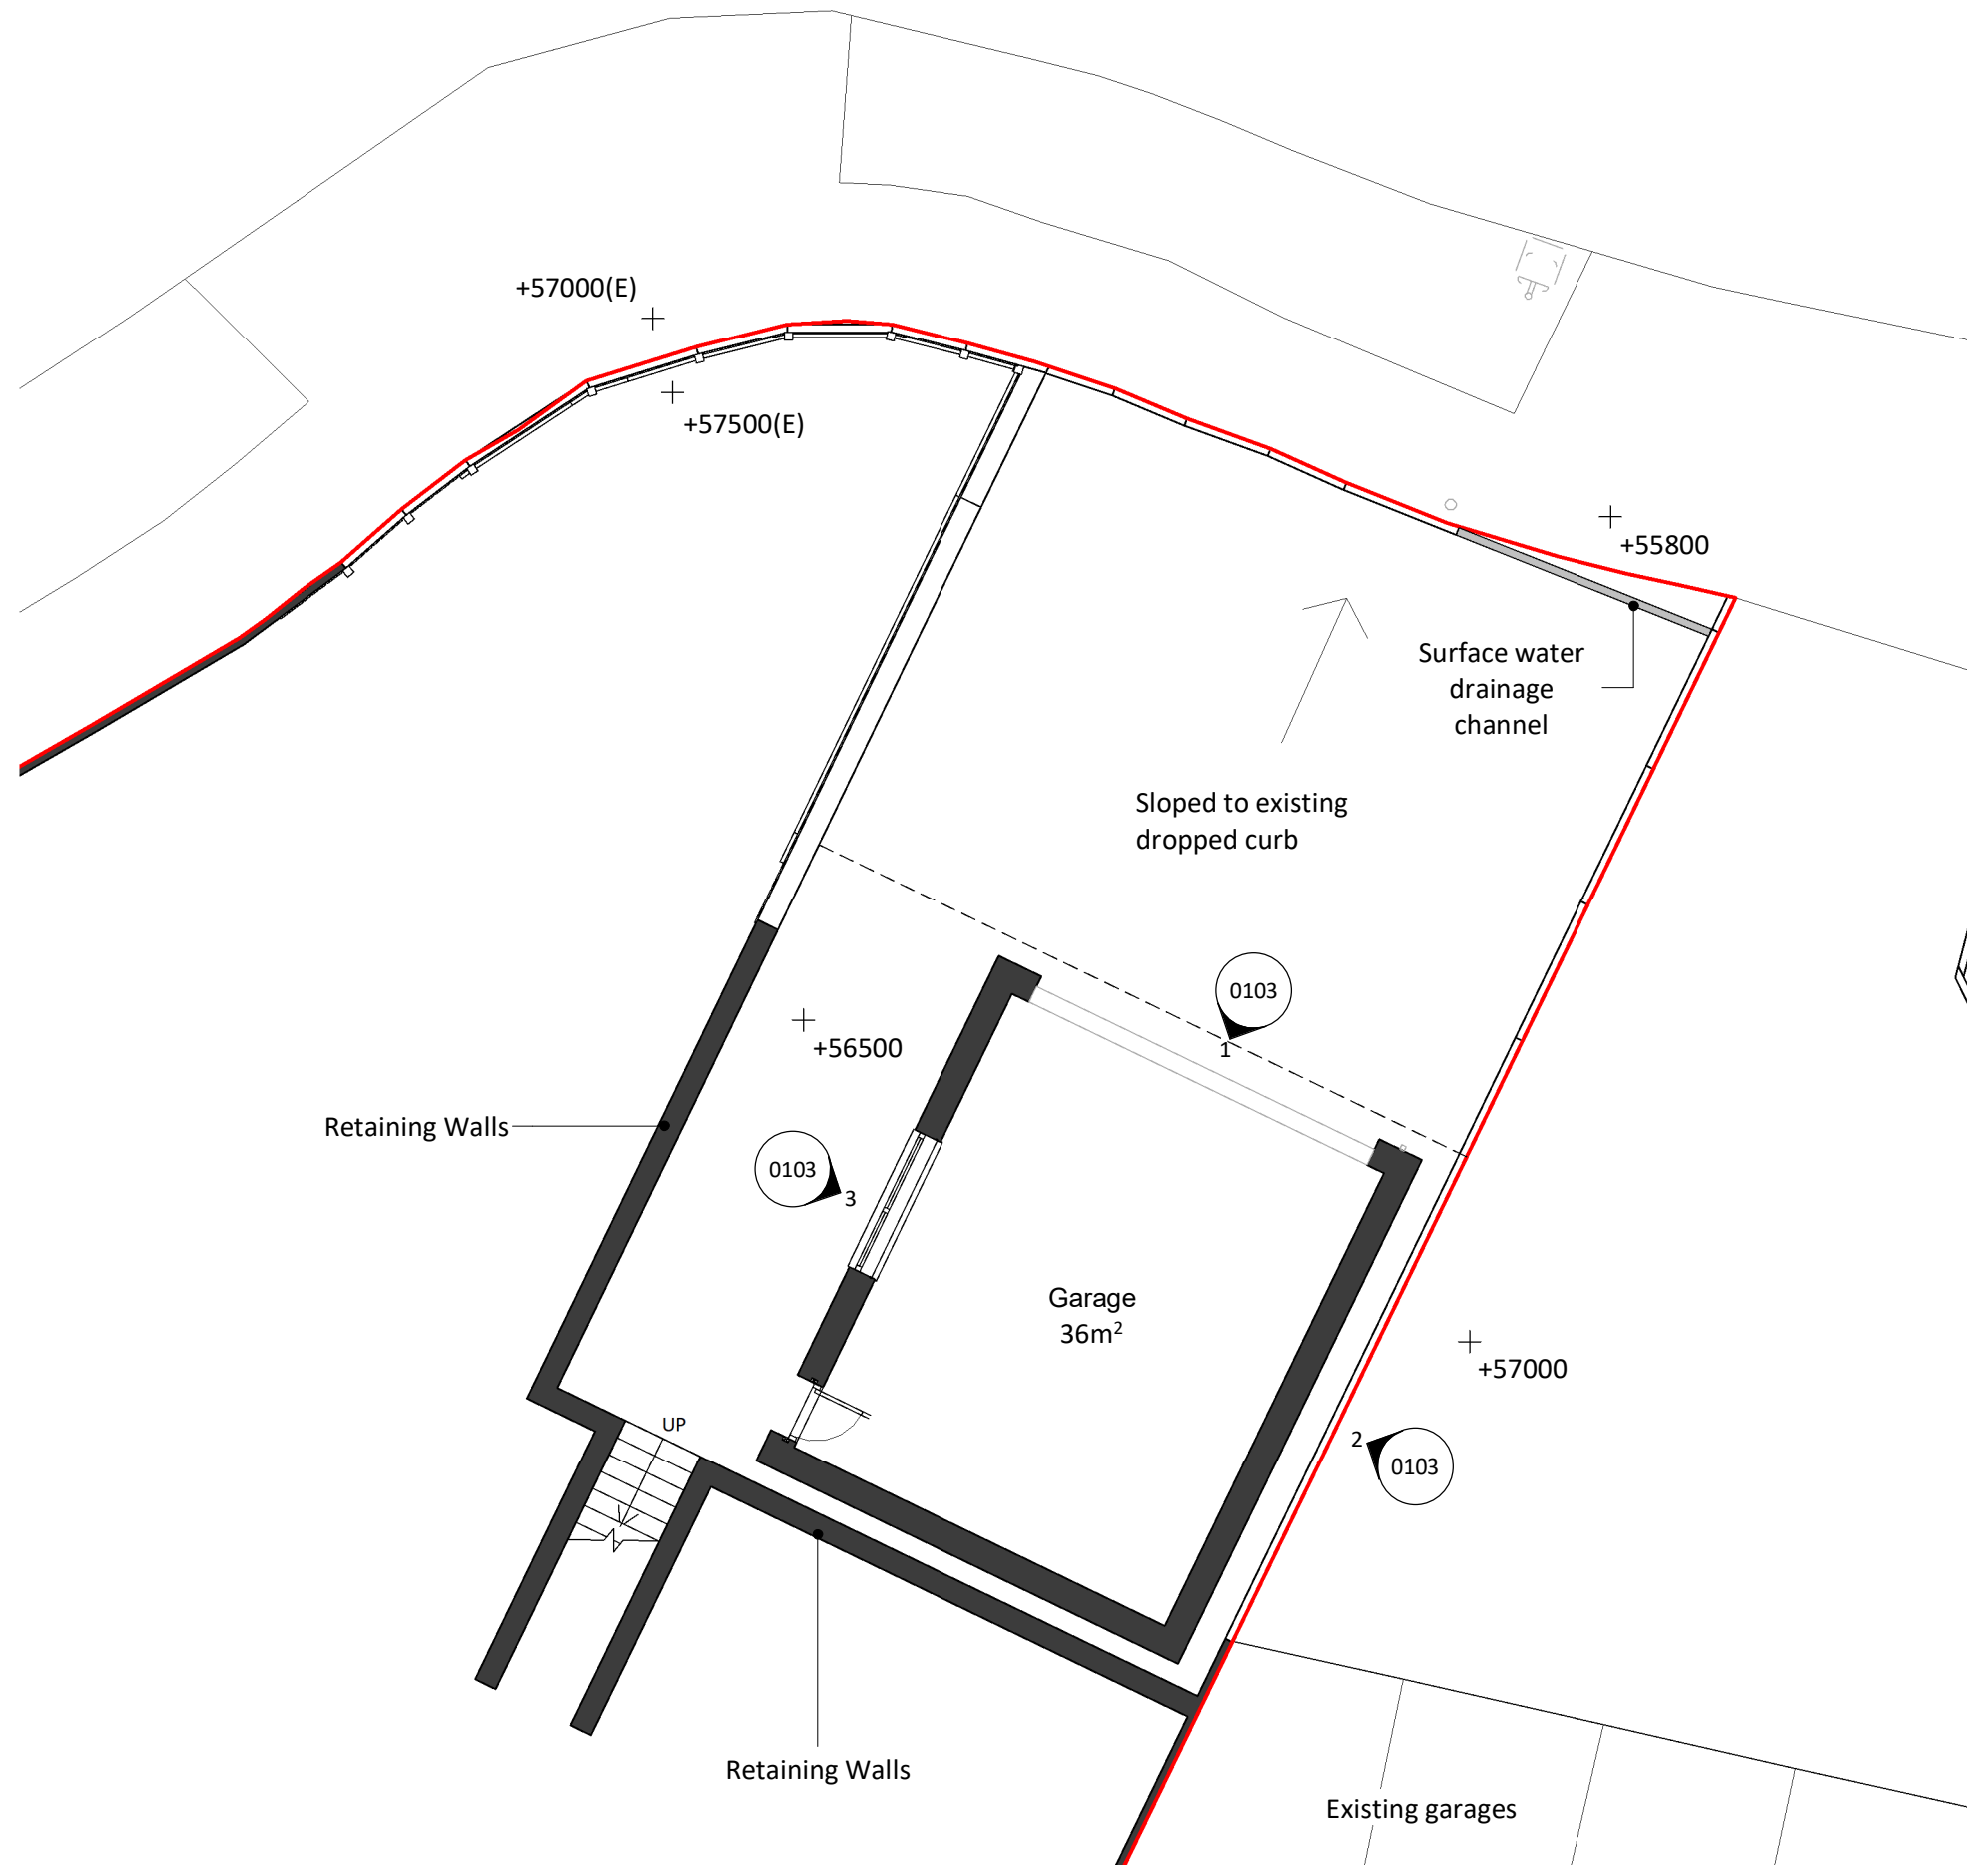 +57000(E)
+57500(E)
+55800
Surface water
drainage
channel
Sloped to existing
dropped curb
0103
1
+56500
Retaining Walls
0103
3
Garage
36m²
+57000
UP
2
0103
Retaining Walls
Existing garages